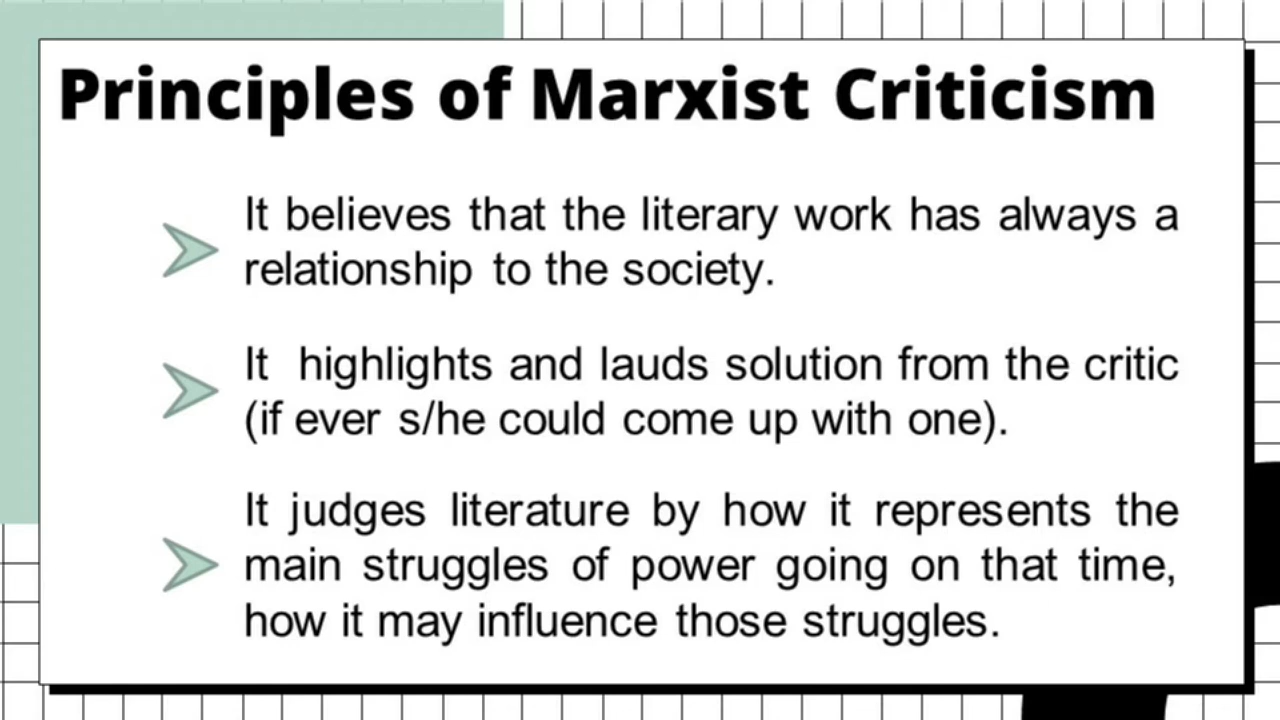 Principles of Marxist Criticism
It believes that the literary work has always a
relationship to the society.
It highlights and lauds solution from the critic
(if ever s/he could come up with one).
It judges literature by how it represents the
main struggles of power going on that time,
how it may influence those struggles.